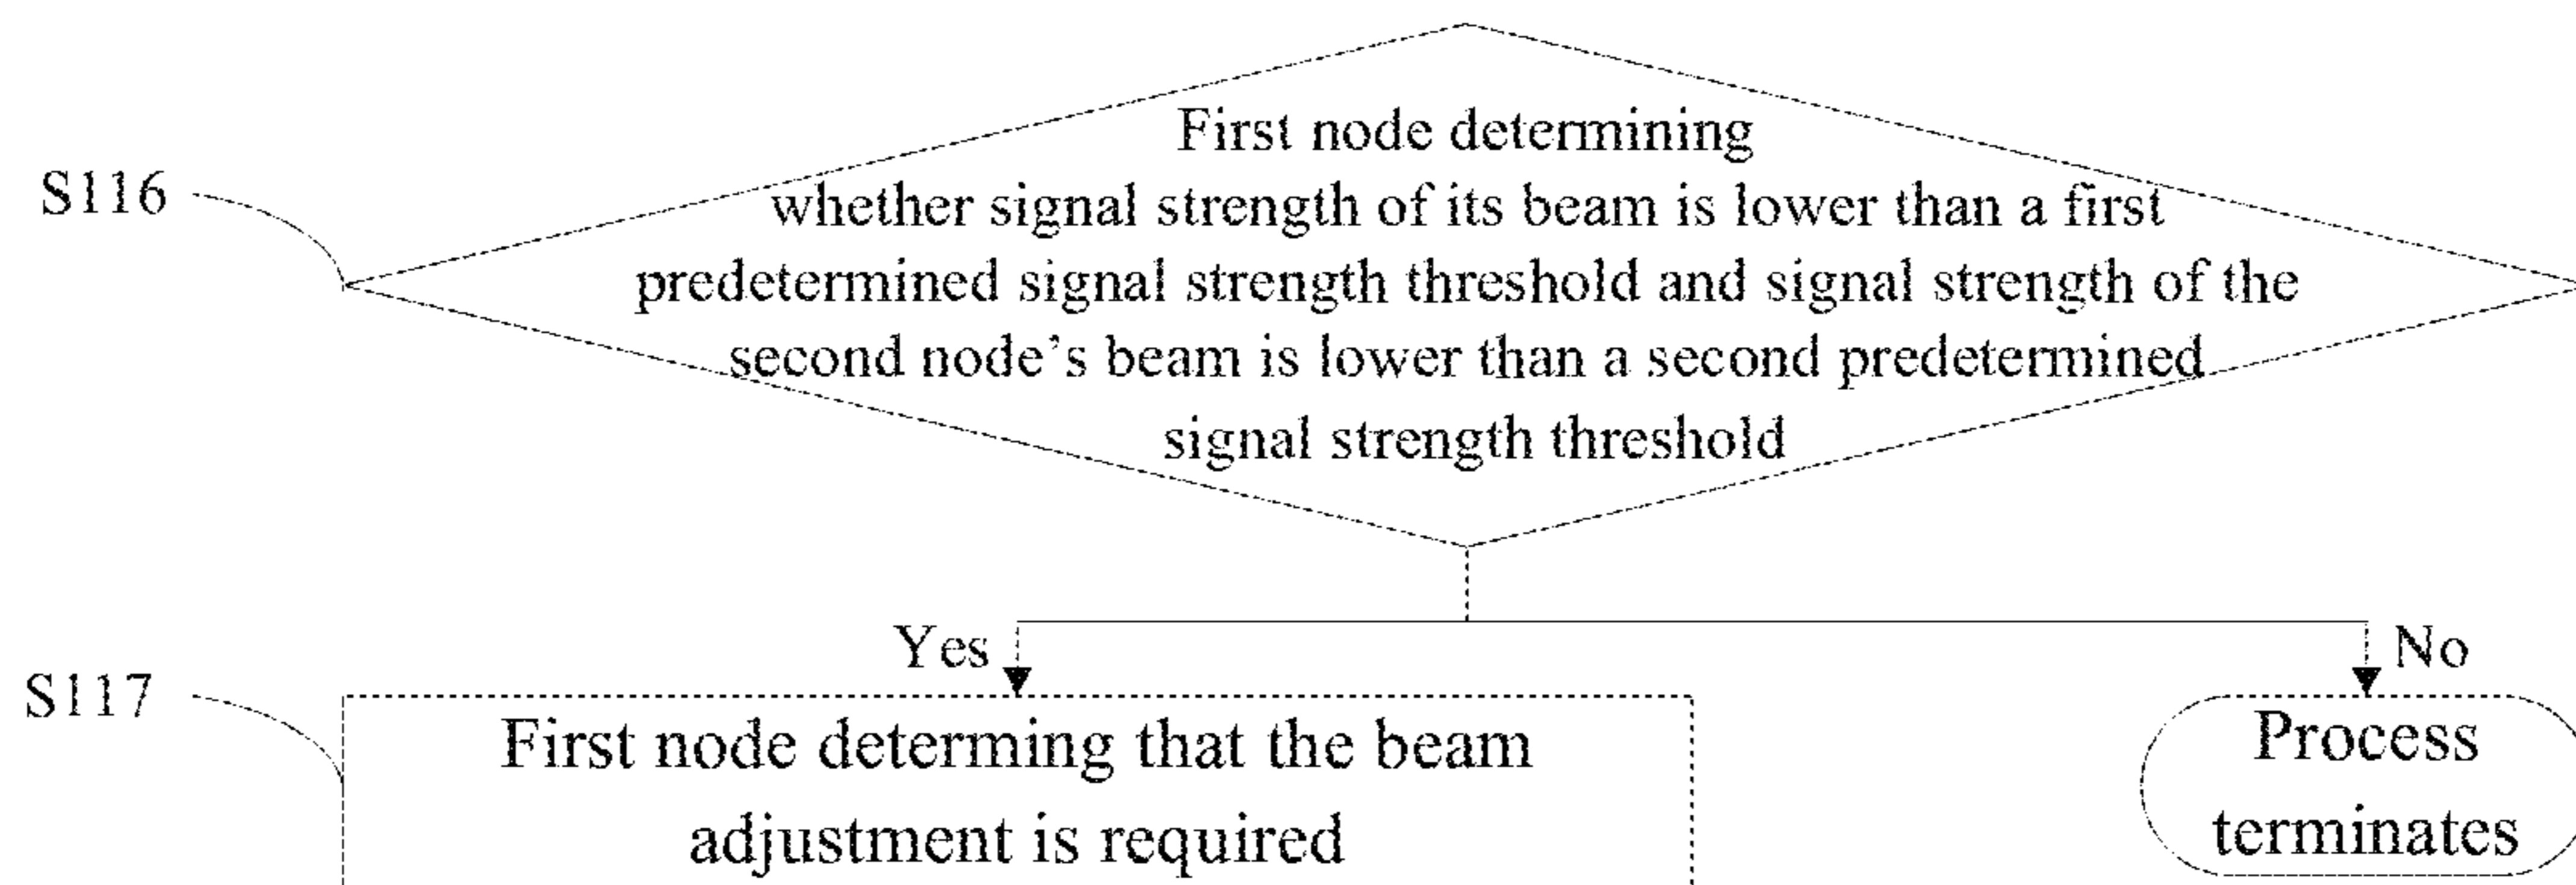 First node determining
S116
whether signal strength of its beam is lower than a first
predetermined signal strength threshold and signal strength of the
second node’s beam is lower than a second predetermined
signal strength threshold
Yes
No
S117
First node determing that the beam
adjustment is required
Process
terminates